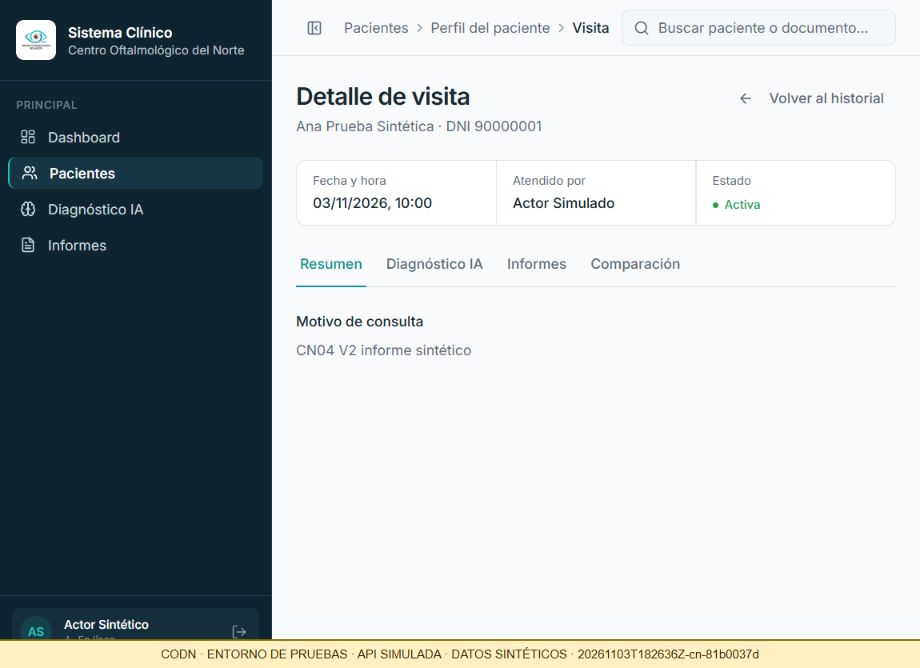 Sistema Clínico
Centro Oftalmológico del Norte
PRINCIPAL
Dashboard
Pacientes
Diagnóstico IA
Informes
AS
Actor Sintético
Pacientes > Perfil del paciente > Visita
Buscar paciente o documento...
Detalle de visita
Ana Prueba Sintética · DNI 90000001
← Volver al historial
Fecha y hora
03/11/2026, 10:00
Atendido por
Actor Simulado
Estado
Activa
Resumen Diagnóstico IA Informes Comparación
Motivo de consulta
CN04 V2 informe sintético
CODN · ENTORNO DE PRUEBAS · API SIMULADA · DATOS SINTÉTICOS · 20261103T182636Z-cn-81b0037d